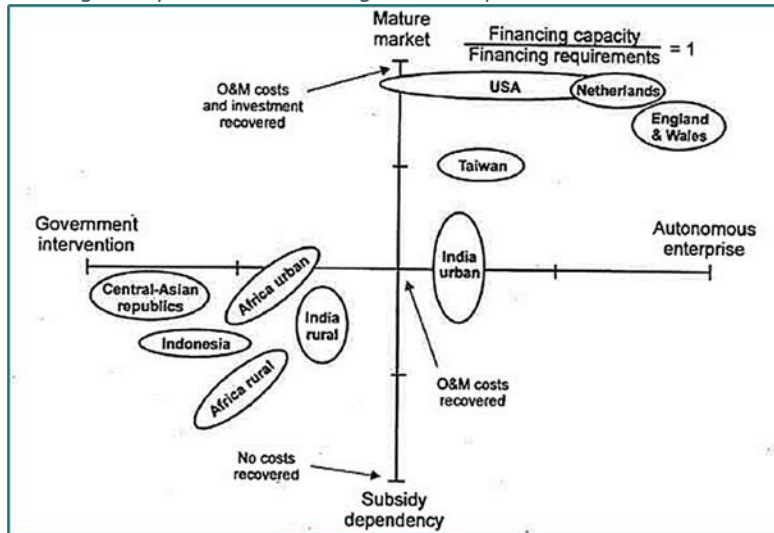 Mature
market
Financing capacity
Financing requirements = 1
O&M costs
and investment
recovered
USA
Netherlands
England
& Wales
Taiwan
Government
intervention
Autonomous
enterprise
India
urban
Africa urban
Central-Asian
republics
India
rural
Indonesia
Africa rural
O&M costs
recovered
No costs
recovered
Subsidy
dependency